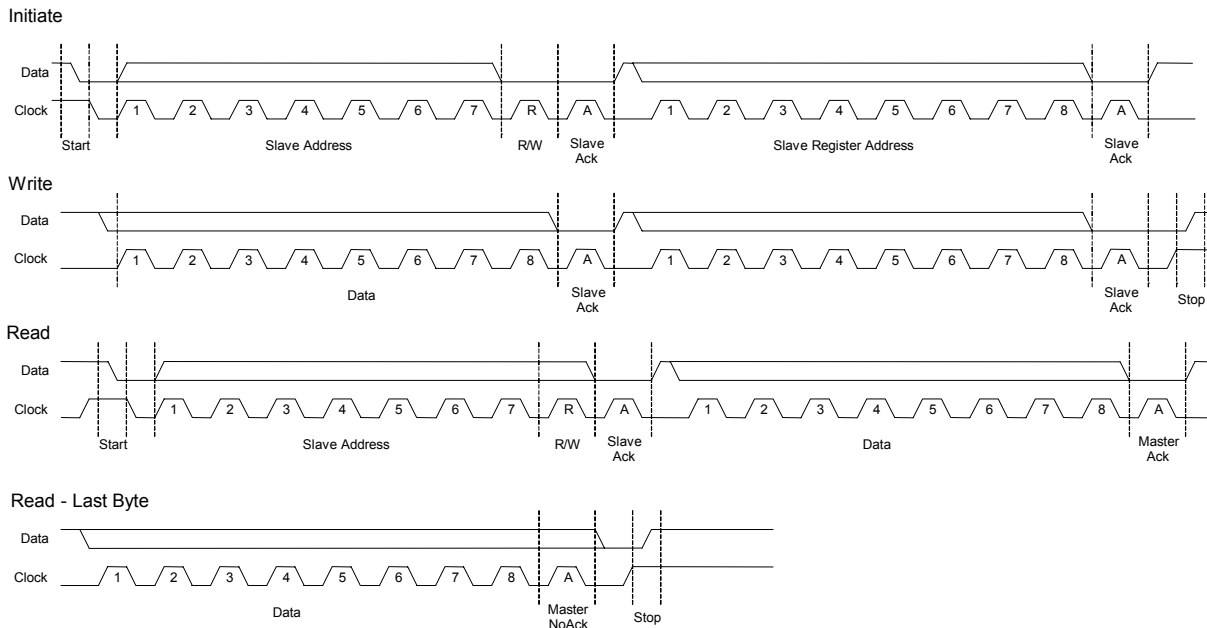 Initiate
Data
Clock 1 2 3 4 5 6 7 R A 1 2 3 4 5 6 7 8 A
Start Slave Address R/W Slave Ack Slave Register Address Slave Ack
Write
Data
Clock 1 2 3 4 5 6 7 8 A 1 2 3 4 5 6 7 8 A
Data Slave Ack Slave Ack Stop
Read
Data
Clock 1 2 3 4 5 6 7 R A 1 2 3 4 5 6 7 8 A
Start Slave Address R/W Slave Ack Data Master Ack
Read - Last Byte
Data
Clock 1 2 3 4 5 6 7 8 A
Data Master NoAck Stop